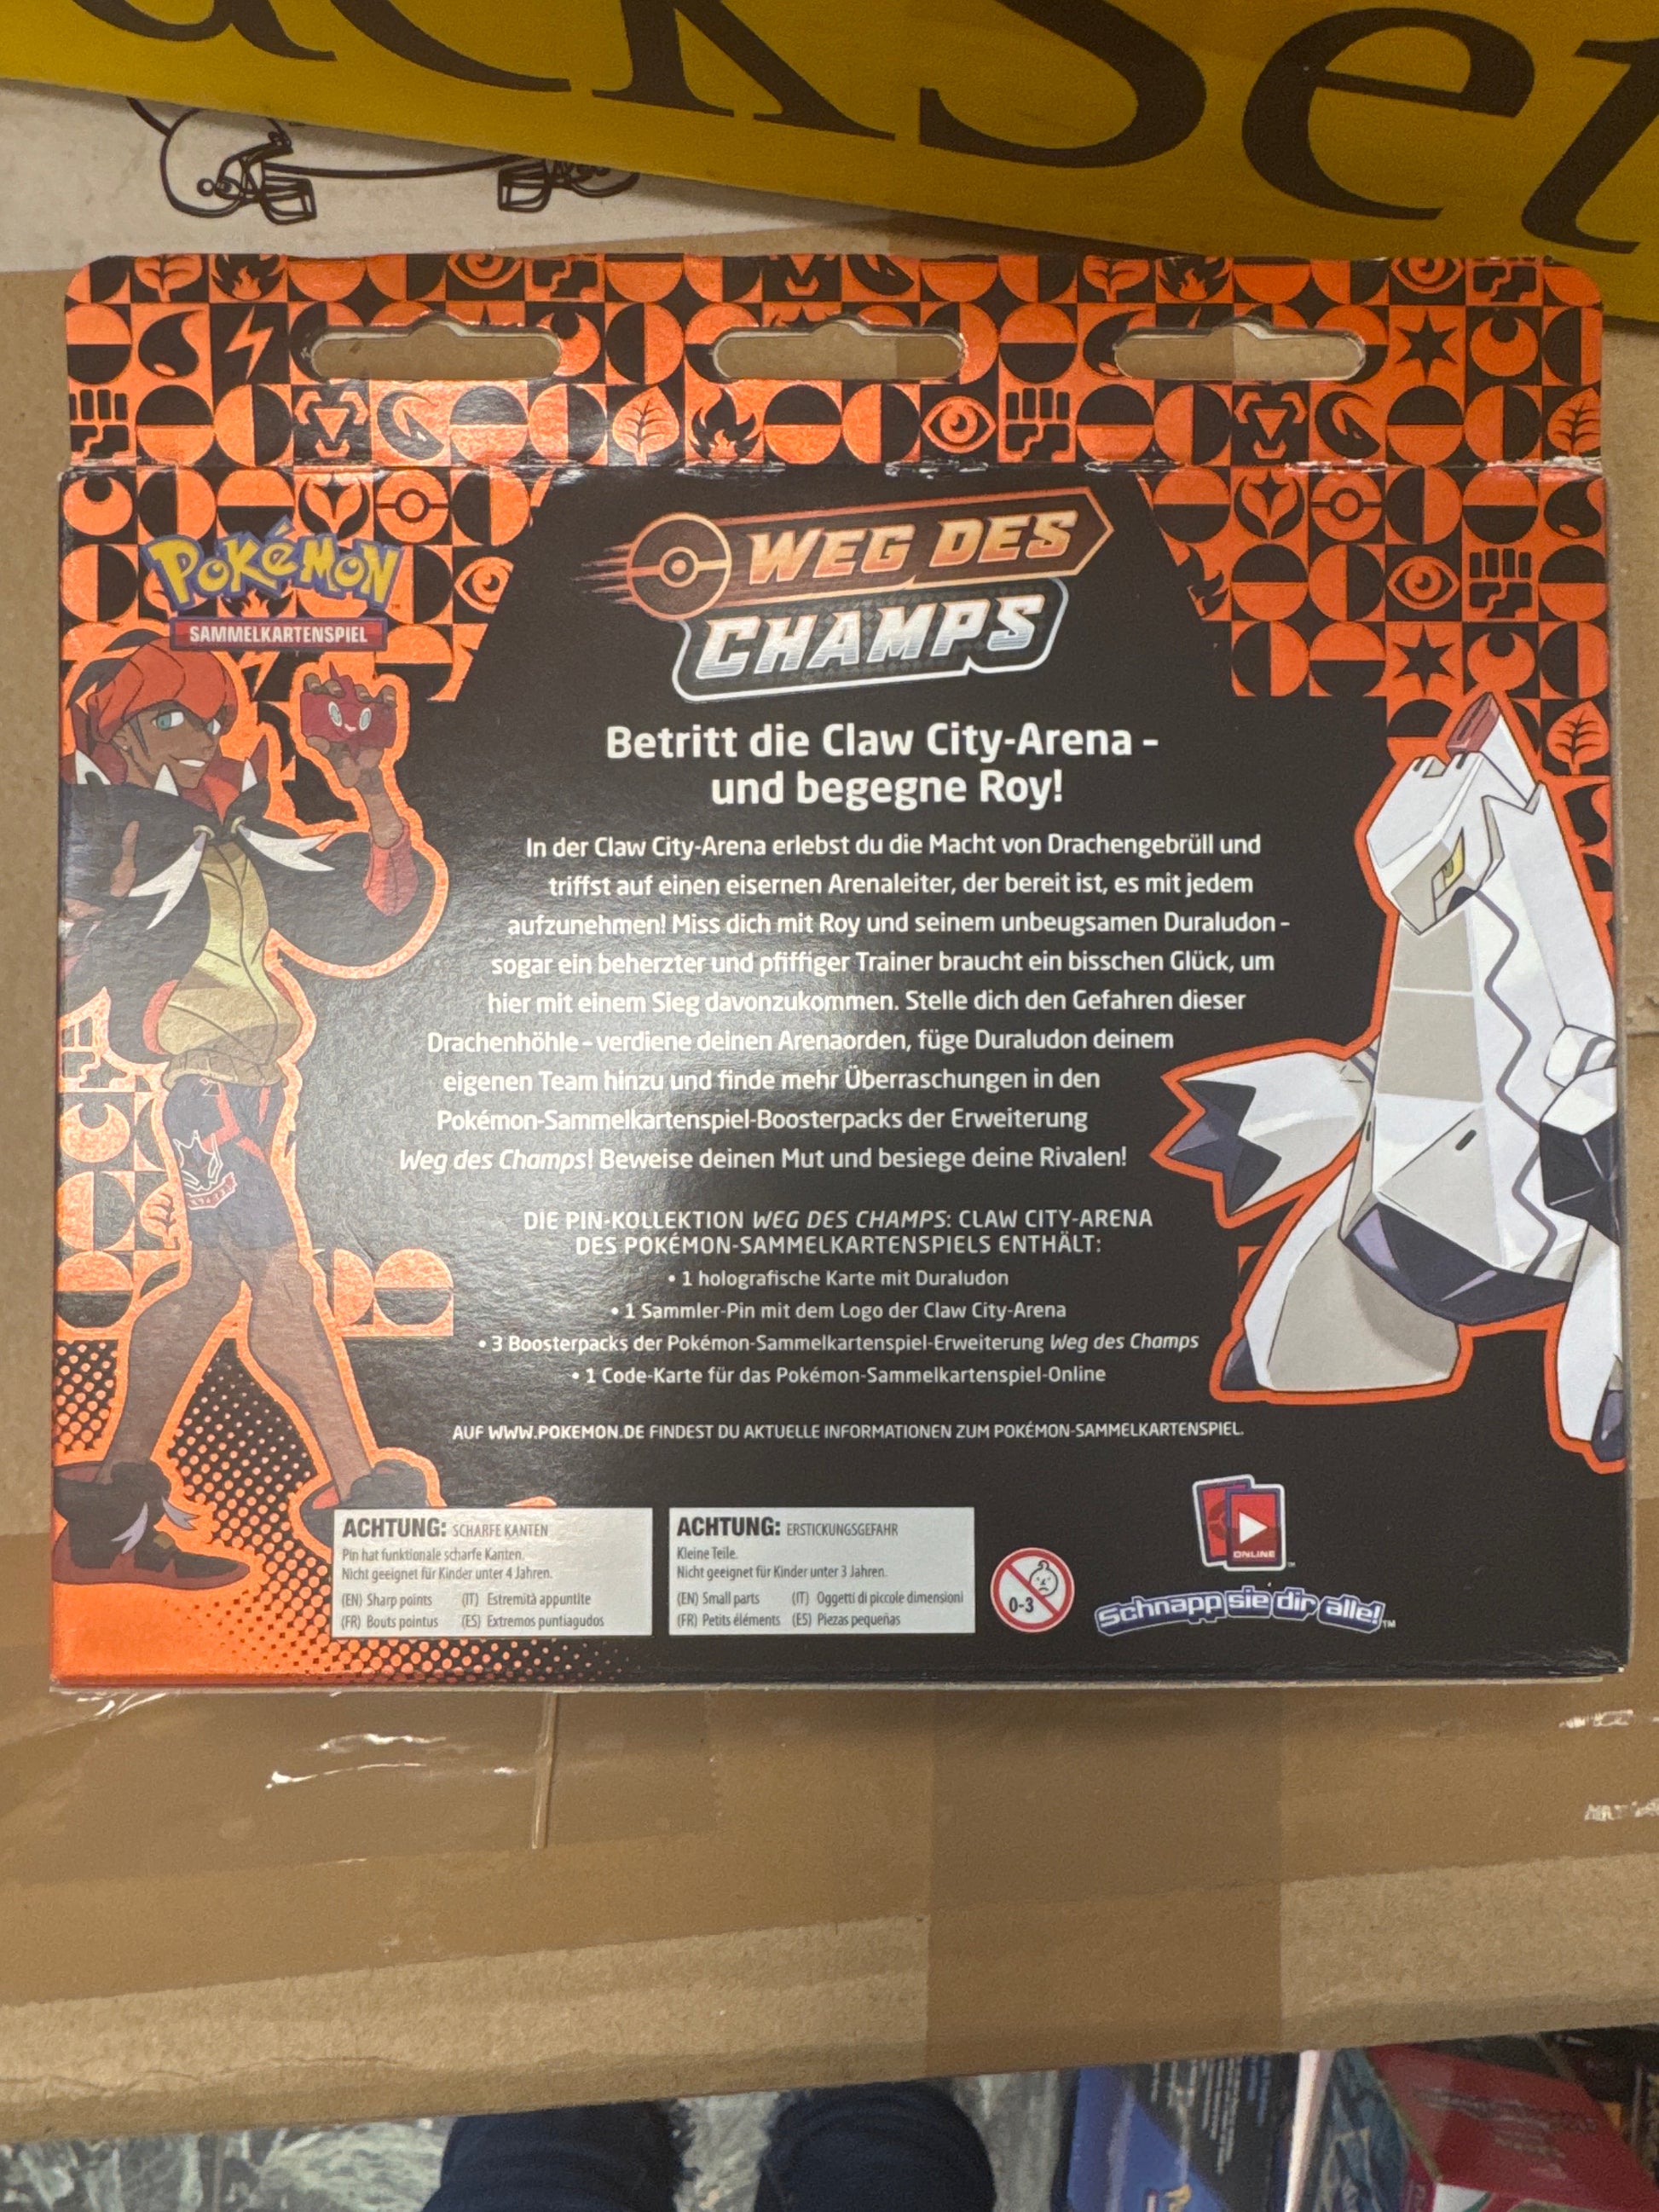 ckSet
POKéMON
SAMMELKARTENSPIEL
WEG DES
CHAMPS
Betritt die Claw City-Arena –
und begegne Roy!
In der Claw City-Arena erlebst du die Macht von Drachengebrüll und
triffst auf einen eisernen Arenaleiter, der bereit ist, es mit jedem
aufzunehmen! Miss dich mit Roy und seinem unbeugsamen Duraludon –
sogar ein beherzter und pfiffiger Trainer braucht ein bisschen Glück, um
hier mit einem Sieg davonzukommen. Stelle dich den Gefahren dieser
Drachenhöhle – verdiene deinen Arenaorden, füge Duraludon deinem
eigenen Team hinzu und finde mehr Überraschungen in den
Pokémon-Sammelkartenspiel-Boosterpacks der Erweiterung
Weg des Champs! Beweise deinen Mut und besiege deine Rivalen!
DIE PIN-KOLLEKTION WEG DES CHAMPS: CLAW CITY-ARENA
DES POKÉMON-SAMMELKARTENSPIELS ENTHÄLT:
• 1 holografische Karte mit Duraludon
• 1 Sammler-Pin mit dem Logo der Claw City-Arena
• 3 Boosterpacks der Pokémon-Sammelkartenspiel-Erweiterung Weg des Champs
• 1 Code-Karte für das Pokémon-Sammelkartenspiel-Online
AUF WWW.POKEMON.DE FINDEST DU AKTUELLE INFORMATIONEN ZUM POKÉMON-SAMMELKARTENSPIEL.
ACHTUNG: SCHARFE KANTEN
Pin hat funktionale scharfe Kanten.
Nicht geeignet für Kinder unter 4 Jahren.
(EN) Sharp points (IT) Estremità appuntite
(FR) Bouts pointus (ES) Extremos puntiagudos
ACHTUNG: ERSTICKUNGSGEFAHR
Kleine Teile.
Nicht geeignet für Kinder unter 3 Jahren.
(EN) Small parts (IT) Oggetti di piccole dimensioni
(FR) Petits éléments (ES) Piezas pequeñas
0-3
ONLINE™
Schnapp sie dir alle!™